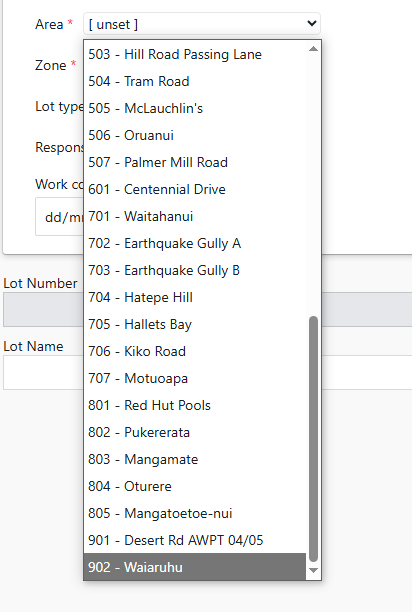 Area *
[ unset ]
503 - Hill Road Passing Lane
Zone *
504 - Tram Road
Lot type
505 - McLauchlin's
506 - Oruanui
Respons
507 - Palmer Mill Road
Work co
601 - Centennial Drive
dd/m
701 - Waitahanui
702 - Earthquake Gully A
703 - Earthquake Gully B
Lot Number
704 - Hatepe Hill
705 - Hallets Bay
Lot Name
706 - Kiko Road
707 - Motuoapa
801 - Red Hut Pools
802 - Pukererata
803 - Mangamate
804 - Oturere
805 - Mangatoetoe-nui
901 - Desert Rd AWPT 04/05
902 - Waiaruhu